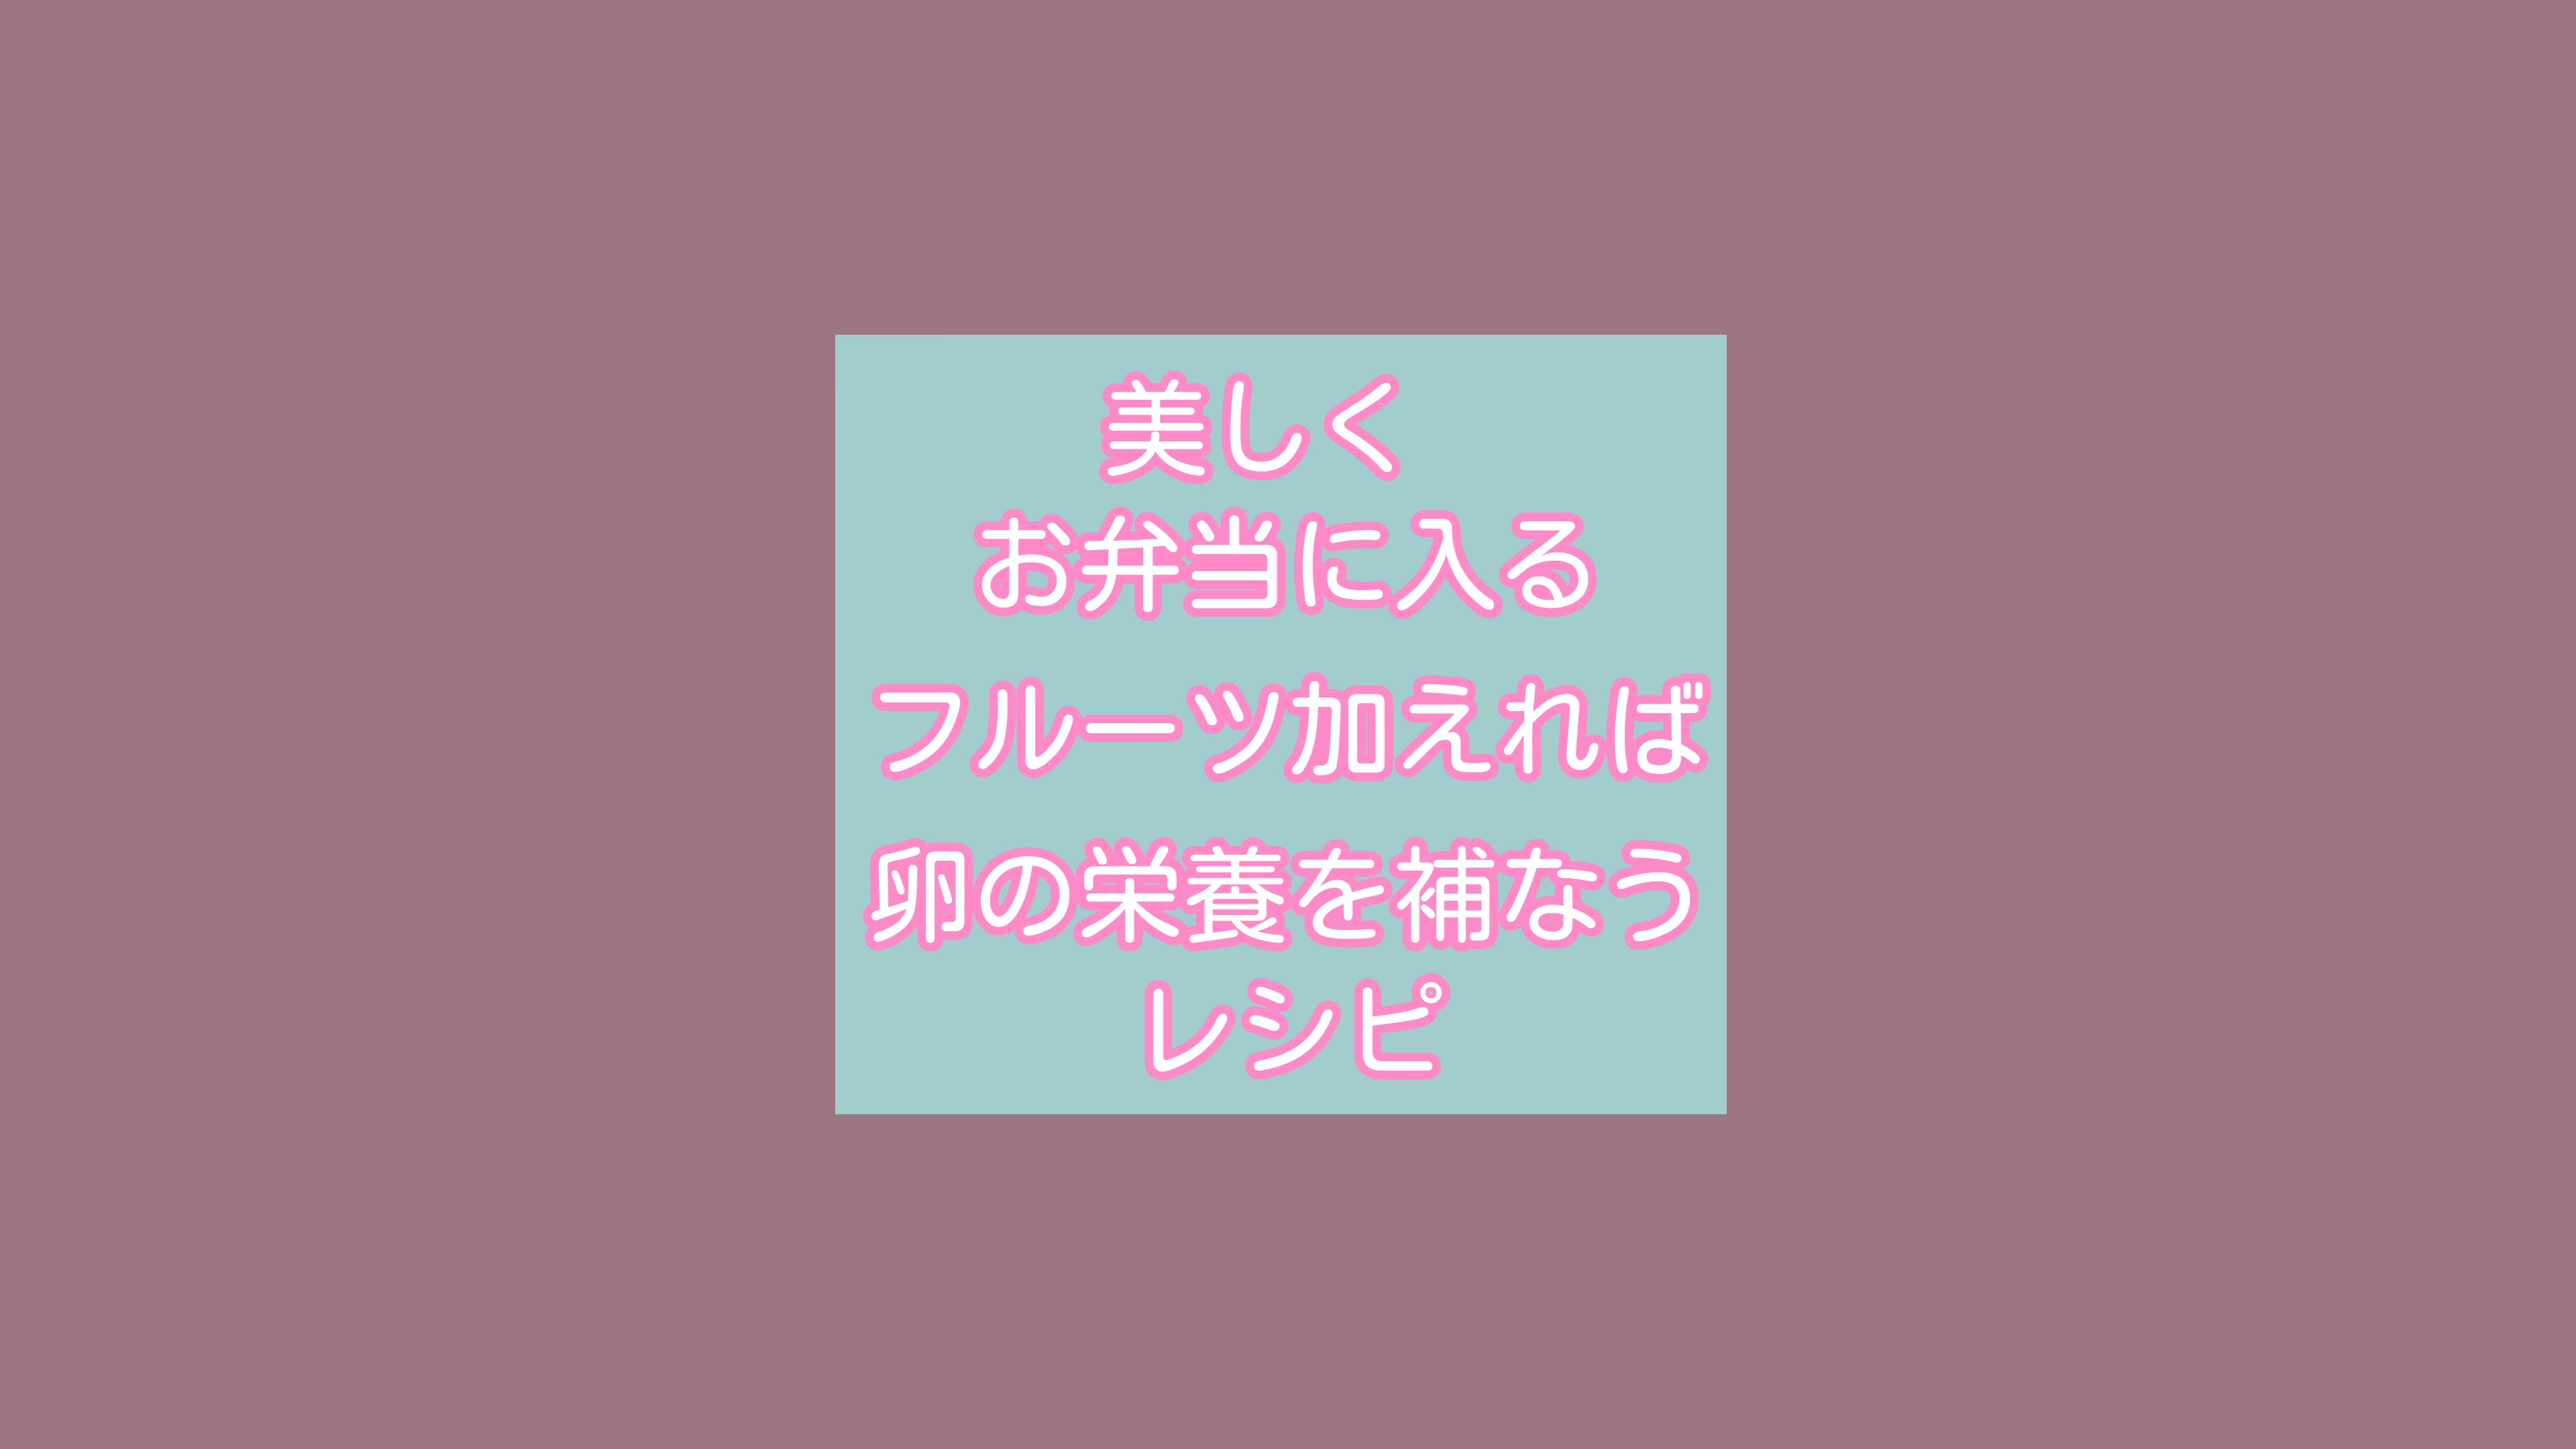 美しく
お弁当に入る
フルーツ加えれば
卵の栄養を補なう
レシピ